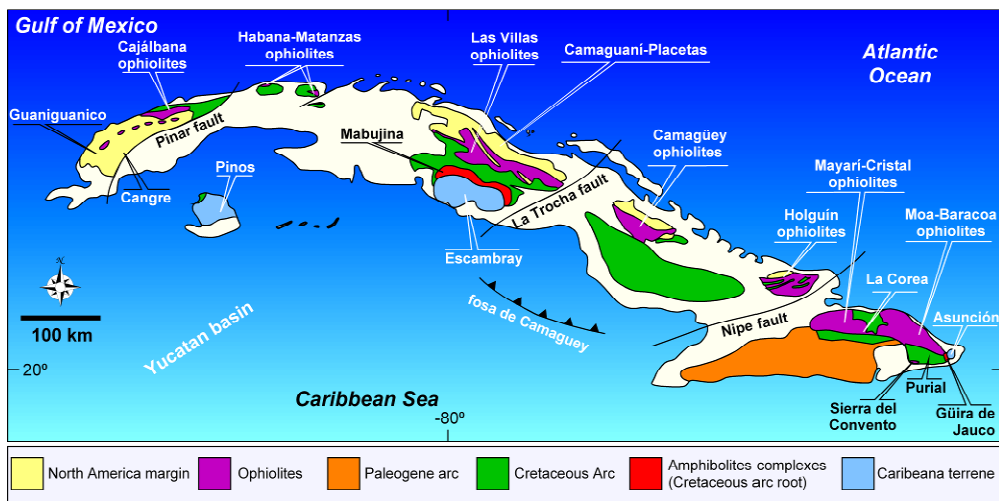 Gulf of Mexico
Cajálbana
ophiolites
Habana-Matanzas
ophiolites
Las Villas
ophiolites
Camaguaní-Placetas
Atlantic
Ocean
Guaniguanico
Pinar fault
Mabujina
Camagüey
ophiolites
Mayarí-Cristal
ophiolites
Cangre
Pinos
La Trocha fault
Holguín
ophiolites
Moa-Baracoa
ophiolites
Escambray
La Corea
N
100 km
Yucatan basin
fosa de Camaguey
Nipe fault
Asunción
20º
Caribbean Sea
-80º
Purial
Sierra del
Convento
Güira de
Jauco
North America margin
Ophiolites
Paleogene arc
Cretaceous Arc
Amphibolites complexes
(Cretaceous arc root)
Caribeana terrene